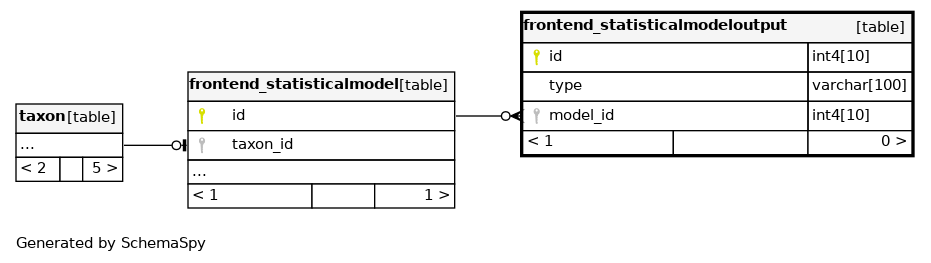 frontend_statisticalmodeloutput [table]
id int4[10]
type varchar[100]
model_id int4[10]
< 1 0 >
frontend_statisticalmodel [table]
id
taxon_id
...
< 1 1 >
taxon [table]
...
< 2 5 >
Generated by SchemaSpy